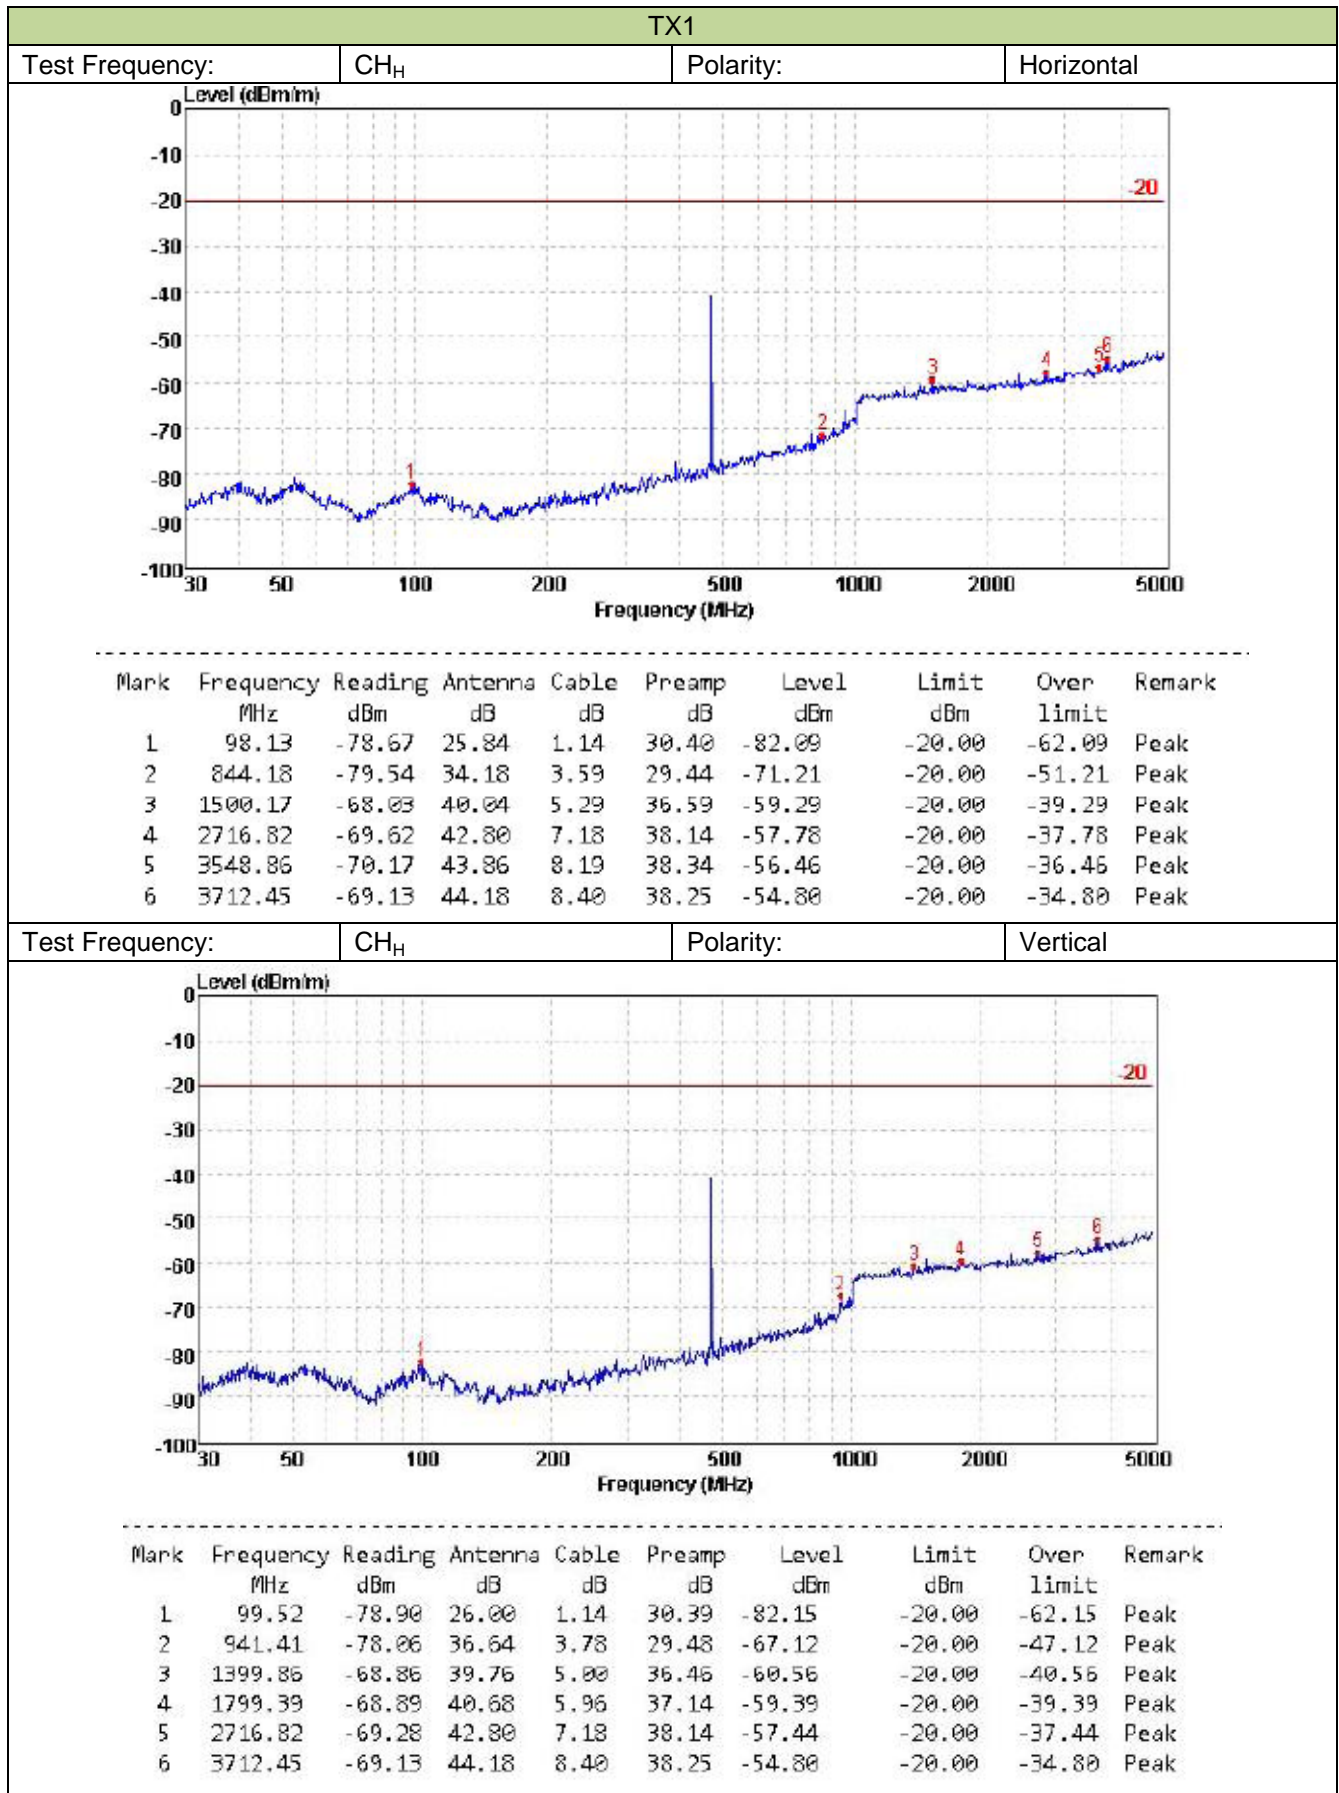 TX1
Test Frequency: CHH Polarity: Horizontal
Level (dBm/m)
0
-10
-20
-20
-30
-40
-50
-60
-70
-80
-90
-100
1
2
3
4
5
6
30 50 100 200 500 1000 2000 5000
Frequency (MHz)
Mark Frequency Reading Antenna Cable Preamp Level Limit Over Remark
MHz dBm dB dB dB dBm dBm limit
1 98.13 -78.67 25.84 1.14 30.40 -82.09 -20.00 -62.09 Peak
2 844.18 -79.54 34.18 3.59 29.44 -71.21 -20.00 -51.21 Peak
3 1500.17 -68.03 40.04 5.29 36.59 -59.29 -20.00 -39.29 Peak
4 2716.82 -69.62 42.80 7.18 38.14 -57.78 -20.00 -37.78 Peak
5 3548.86 -70.17 43.86 8.19 38.34 -56.46 -20.00 -36.46 Peak
6 3712.45 -69.13 44.18 8.40 38.25 -54.80 -20.00 -34.80 Peak
Test Frequency: CHH Polarity: Vertical
Level (dBm/m)
0
-10
-20
-20
-30
-40
-50
-60
-70
-80
-90
-100
1
2
3
4
5
6
30 50 100 200 500 1000 2000 5000
Frequency (MHz)
Mark Frequency Reading Antenna Cable Preamp Level Limit Over Remark
MHz dBm dB dB dB dBm dBm limit
1 99.52 -78.90 26.00 1.14 30.39 -82.15 -20.00 -62.15 Peak
2 941.41 -78.06 36.64 3.78 29.48 -67.12 -20.00 -47.12 Peak
3 1399.86 -68.86 39.76 5.00 36.46 -60.56 -20.00 -40.56 Peak
4 1799.39 -68.89 40.68 5.96 37.14 -59.39 -20.00 -39.39 Peak
5 2716.82 -69.28 42.80 7.18 38.14 -57.44 -20.00 -37.44 Peak
6 3712.45 -69.13 44.18 8.40 38.25 -54.80 -20.00 -34.80 Peak